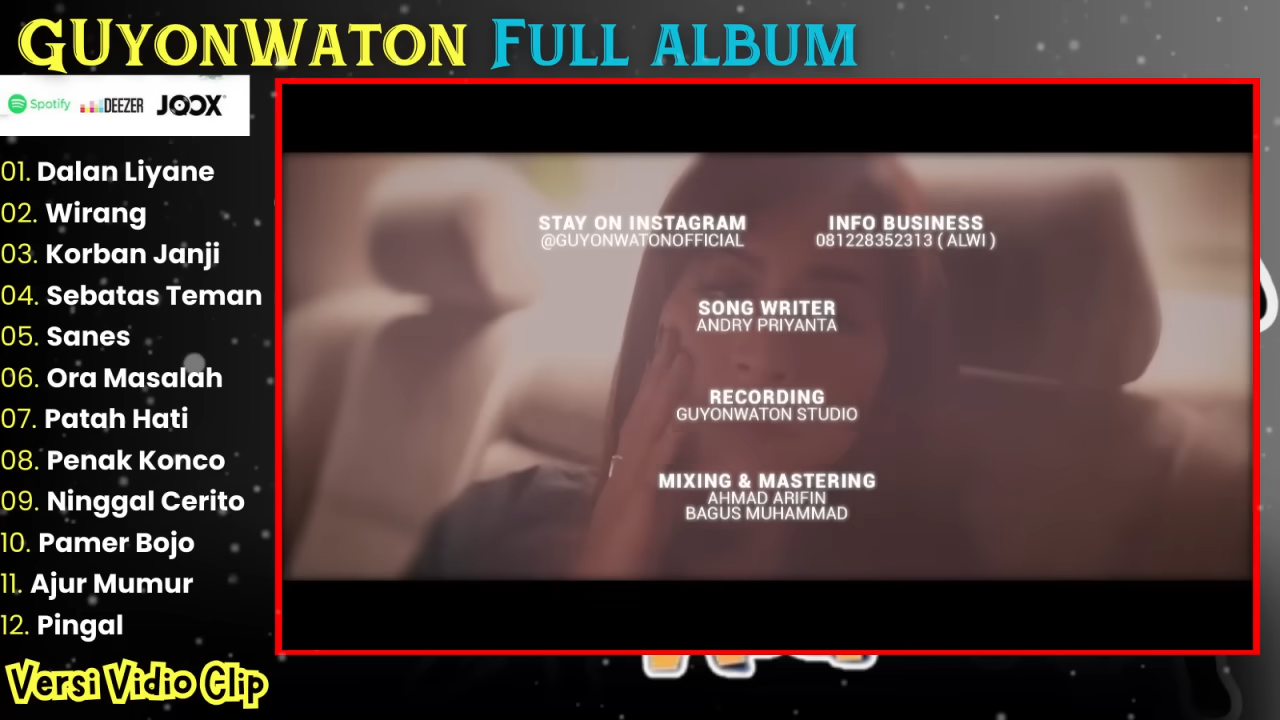 GUYONWATON FULL ALBUM
Spotify DEEZER JOOX
01. Dalan Liyane
02. Wirang
03. Korban Janji
04. Sebatas Teman
05. Sanes
06. Ora Masalah
07. Patah Hati
08. Penak Konco
09. Ninggal Cerito
10. Pamer Bojo
11. Ajur Mumur
12. Pingal
Versi Vidio Clip
STAY ON INSTAGRAM
@GUYONWATONOFFICIAL
INFO BUSINESS
081228352313 ( ALWI )
SONG WRITER
ANDRY PRIYANTA
RECORDING
GUYONWATON STUDIO
MIXING & MASTERING
AHMAD ARIFIN
BAGUS MUHAMMAD